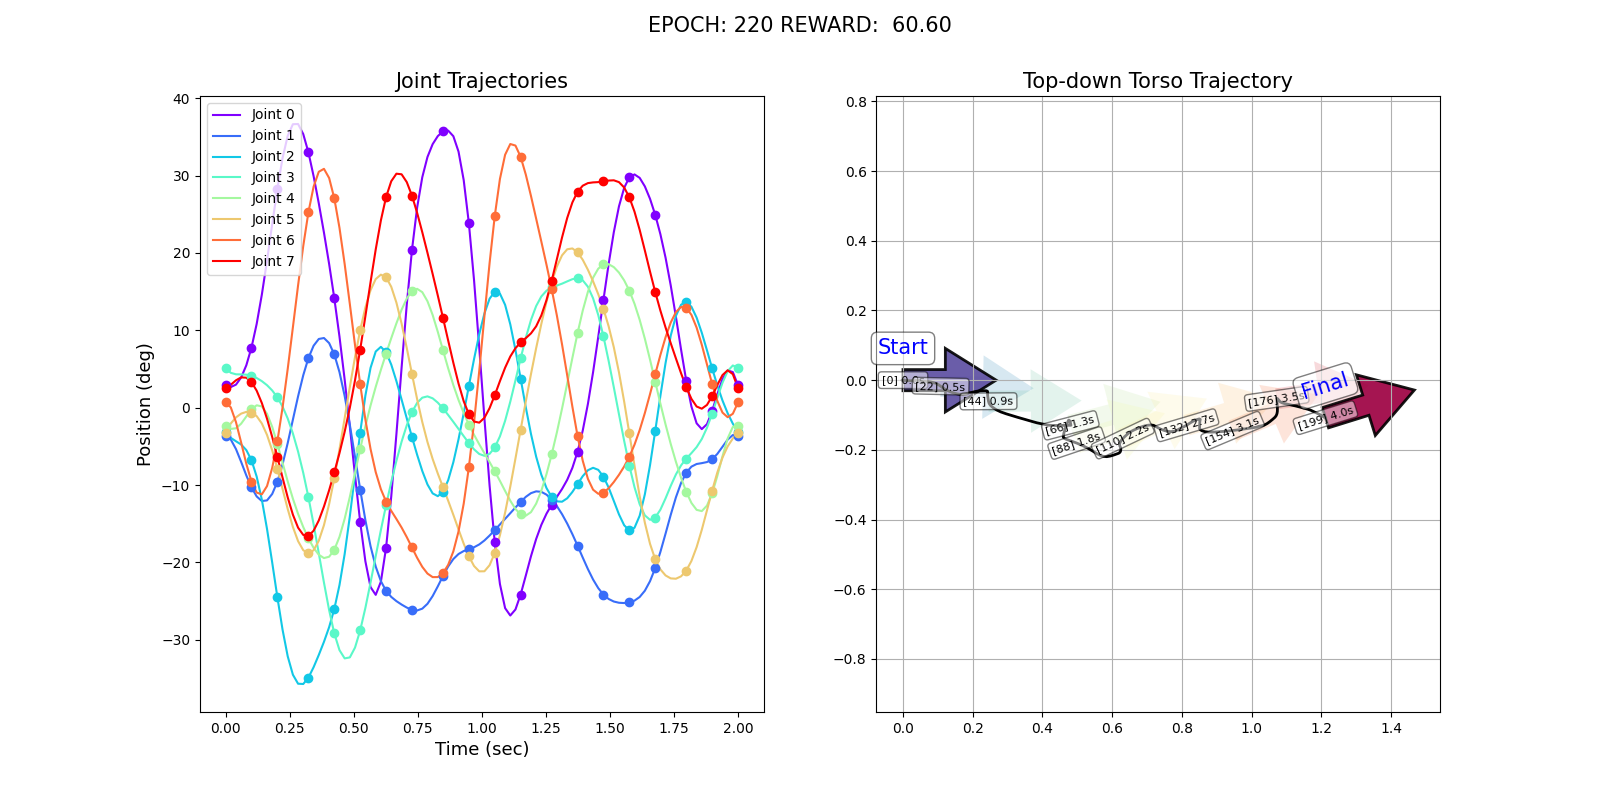 EPOCH: 220 REWARD:  60.60
Joint Trajectories
Position (deg)
40
30
20
10
0
−10
−20
−30
Joint 0
Joint 1
Joint 2
Joint 3
Joint 4
Joint 5
Joint 6
Joint 7
0.00 0.25 0.50 0.75 1.00 1.25 1.50 1.75 2.00
Time (sec)
Top-down Torso Trajectory
0.8
0.6
0.4
0.2
0.0
−0.2
−0.4
−0.6
−0.8
Start
[0]
[22] 0.5s
[44] 0.9s
[66] 1.3s
[88] 1.8s
[110] 2.2s
[132] 2.7s
[154] 3.1s
[176] 3.5s
[199] 4.0s
Final
0.0 0.2 0.4 0.6 0.8 1.0 1.2 1.4